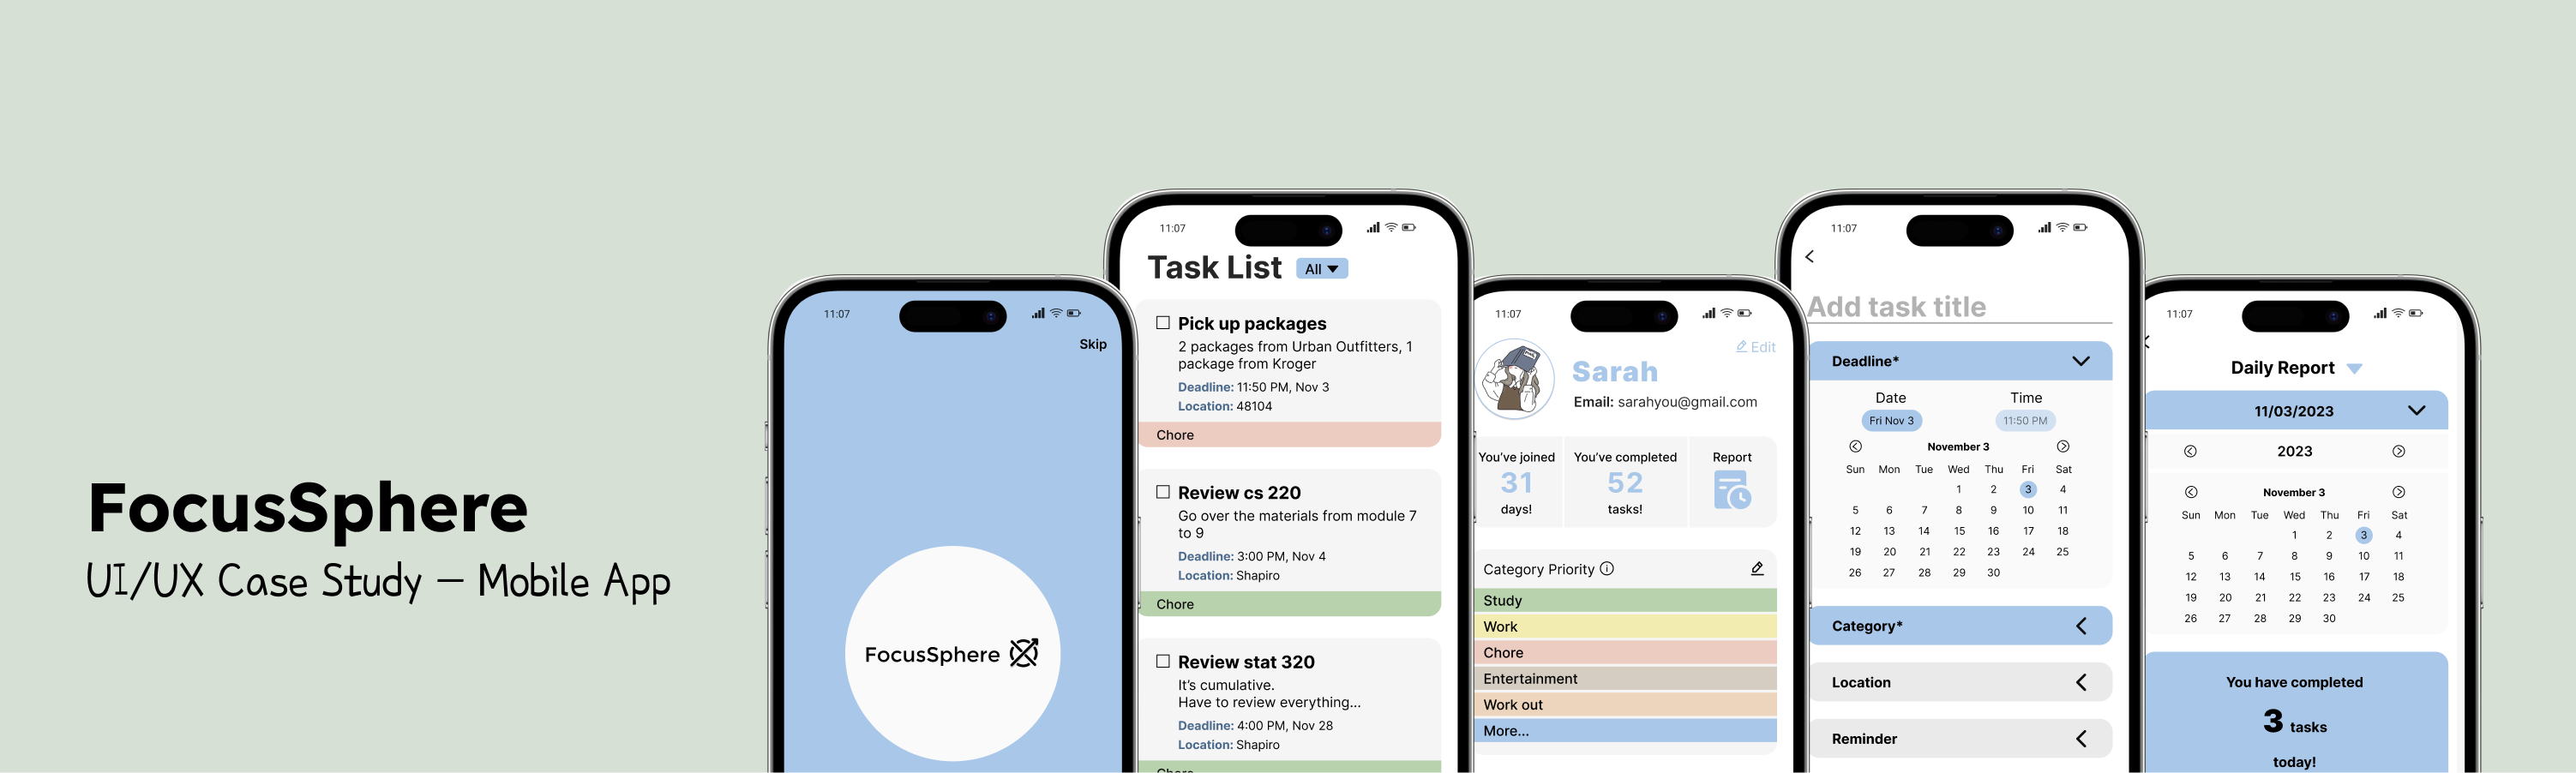 FocusSphere
UI/UX Case Study – Mobile App
11:07
Skip
FocusSphere
11:07
Task List
All
Pick up packages
2 packages from Urban Outfitters, 1
package from Kroger
Deadline: 11:50 PM, Nov 3
Location: 48104
Chore
Review cs 220
Go over the materials from module 7
to 9
Deadline: 3:00 PM, Nov 4
Location: Shapiro
Chore
Review stat 320
It's cumulative.
Have to review everything...
Deadline: 4:00 PM, Nov 28
Location: Shapiro
Chore
11:07
Edit
Sarah
Email: sarahyou@gmail.com
You've joined
31
days!
You've completed
52
tasks!
Report
Category Priority
Study
Work
Chore
Entertainment
Work out
More...
11:07
Add task title
Deadline*
Date Time
Fri Nov 3 11:50 PM
November 3
Sun Mon Tue Wed Thu Fri Sat
1 2 3 4
5 6 7 8 9 10 11
12 13 14 15 16 17 18
19 20 21 22 23 24 25
26 27 28 29 30
Category*
Location
Reminder
11:07
Daily Report
11/03/2023
2023
November 3
Sun Mon Tue Wed Thu Fri Sat
1 2 3 4
5 6 7 8 9 10 11
12 13 14 15 16 17 18
19 20 21 22 23 24 25
26 27 28 29 30
You have completed
3 tasks
today!